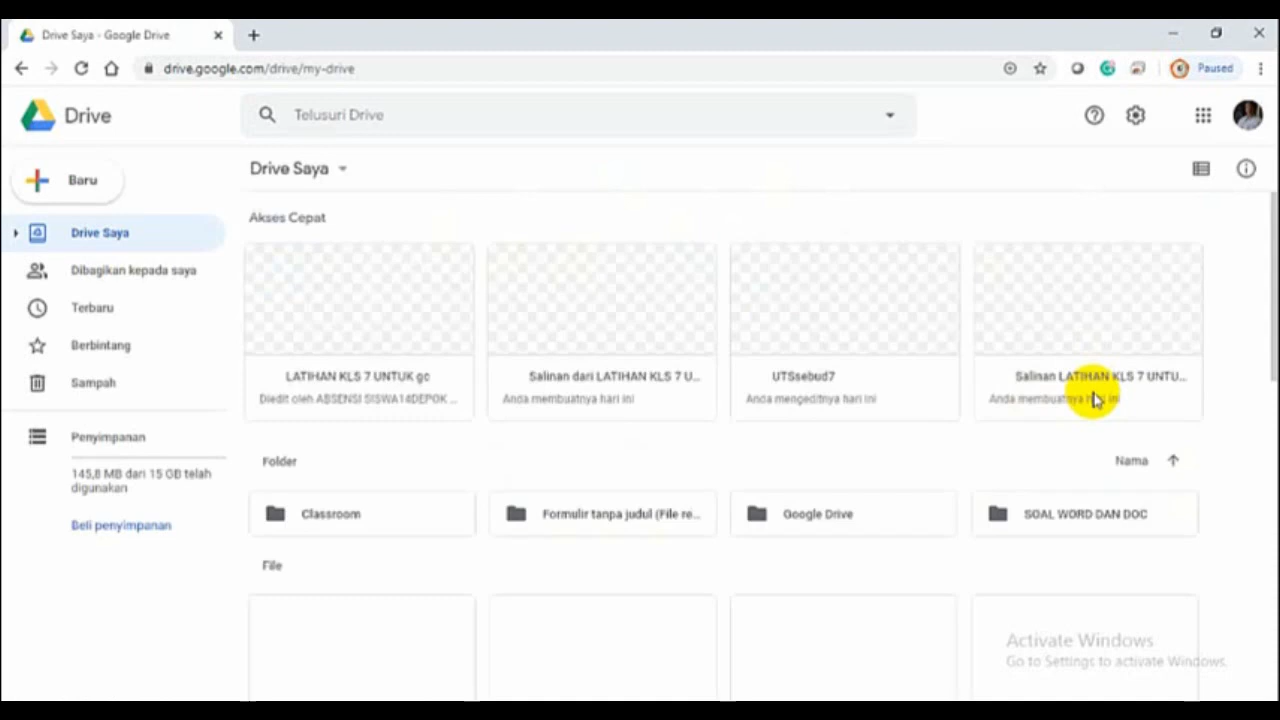 Drive Saya - Google Drive
drive.google.com/drive/my-drive
Paused
Drive
Telusuri Drive
Baru
Drive Saya
Drive Saya
Dibagikan kepada saya
Terbaru
Berbintang
Sampah
Penyimpanan
145,8 MB dari 15 GB telah
digunakan
Beli penyimpanan
Akses Cepat
LATIHAN KLS 7 UNTUK gc
Diedit oleh ABSENSI SISWA14DEPOK ...
Salinan dari LATIHAN KLS 7 U...
Anda membuatnya hari ini
UTSsebud7
Anda mengeditnya hari ini
Salinan LATIHAN KLS 7 UNTU...
Anda membuatnya hari ini
Folder
Nama
Classroom
Formulir tanpa judul (File re...
Google Drive
SOAL WORD DAN DOC
File
Activate Windows
Go to Settings to activate Windows.